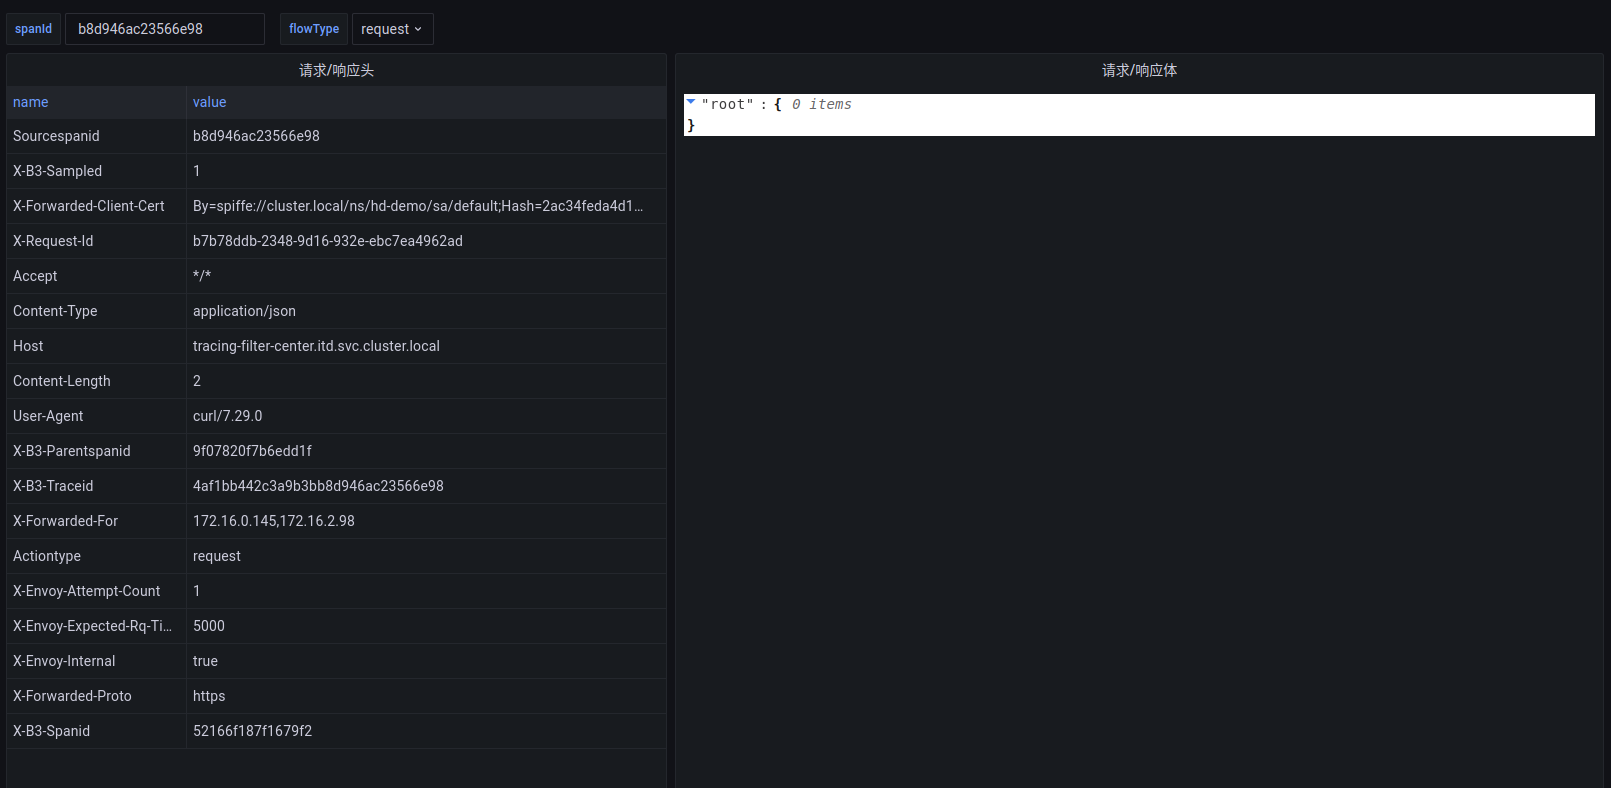 spanId b8d946ac23566e98 flowType request
请求/响应头
name value
Sourcespanid b8d946ac23566e98
X-B3-Sampled 1
X-Forwarded-Client-Cert By=spiffe://cluster.local/ns/hd-demo/sa/default;Hash=2ac34feda4d1…
X-Request-Id b7b78ddb-2348-9d16-932e-ebc7ea4962ad
Accept */*
Content-Type application/json
Host tracing-filter-center.itd.svc.cluster.local
Content-Length 2
User-Agent curl/7.29.0
X-B3-Parentspanid 9f07820f7b6edd1f
X-B3-Traceid 4af1bb442c3a9b3bb8d946ac23566e98
X-Forwarded-For 172.16.0.145,172.16.2.98
Actiontype request
X-Envoy-Attempt-Count 1
X-Envoy-Expected-Rq-Ti… 5000
X-Envoy-Internal true
X-Forwarded-Proto https
X-B3-Spanid 52166f187f1679f2
请求/响应体
"root" : { 0 items
}